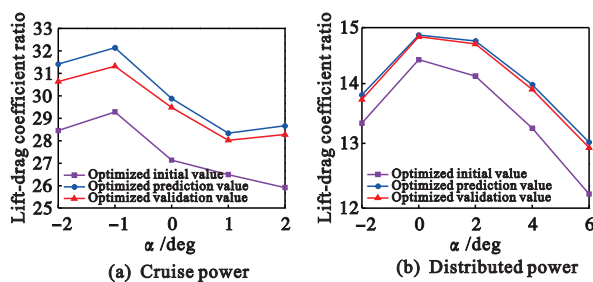 Lift-drag coefficient ratio
33
32
31
30
29
28
27
26
25
Optimized initial value
Optimized prediction value
Optimized validation value
−2 −1 0 1 2
α /deg
(a) Cruise power
Lift-drag coefficient ratio
15
14
13
12
Optimized initial value
Optimized prediction value
Optimized validation value
−2 0 2 4 6
α /deg
(b) Distributed power